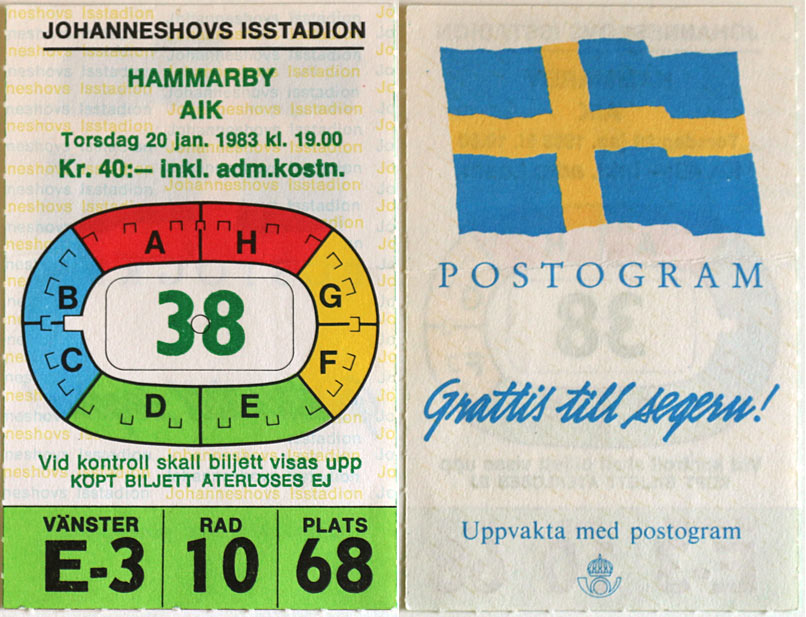 JOHANNESHOVS ISSTADION
HAMMARBY
AIK
Torsdag 20 jan. 1983 kl. 19.00
Kr. 40:— inkl. adm.kostn.
A H
B G
38
C F
D E
Vid kontroll skall biljett visas upp
KÖPT BILJETT ÅTERLÖSES EJ
VÄNSTER RAD PLATS
E-3 10 68
POSTOGRAM
Grattis till segern!
Uppvakta med postogram